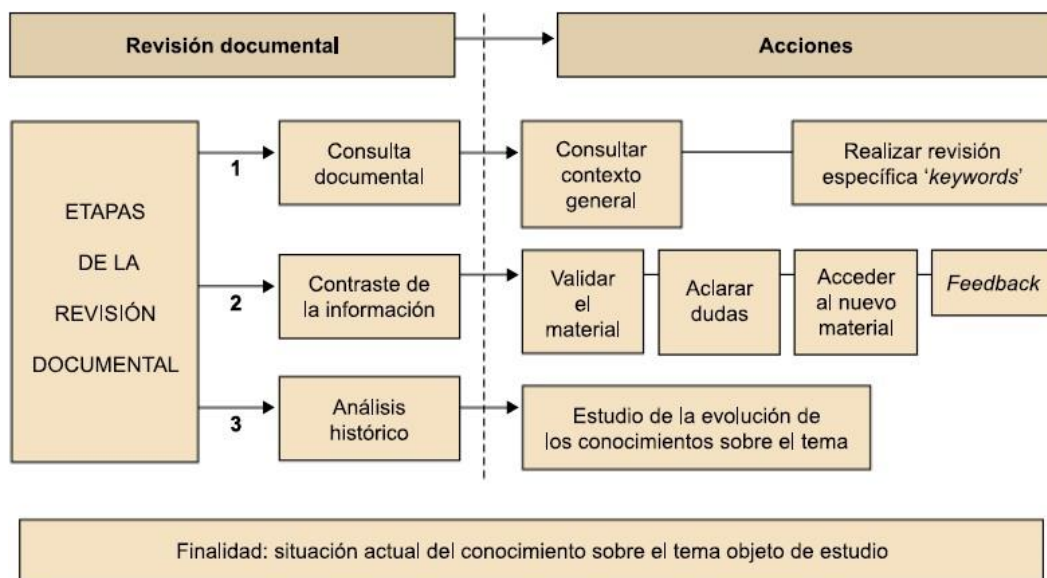 Revisión documental
Acciones
ETAPAS
DE LA
REVISIÓN
DOCUMENTAL
1
Consulta
documental
Consultar
contexto
general
Realizar revisión
específica ‘keywords’
2
Contraste de
la información
Validar
el
material
Aclarar
dudas
Acceder
al nuevo
material
Feedback
3
Análisis
histórico
Estudio de la evolución de
los conocimientos sobre el tema
Finalidad: situación actual del conocimiento sobre el tema objeto de estudio